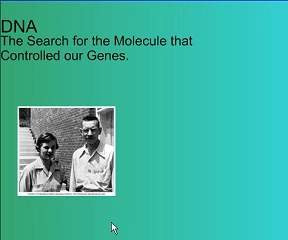 DNA
The Search for the Molecule that
Controlled our Genes.